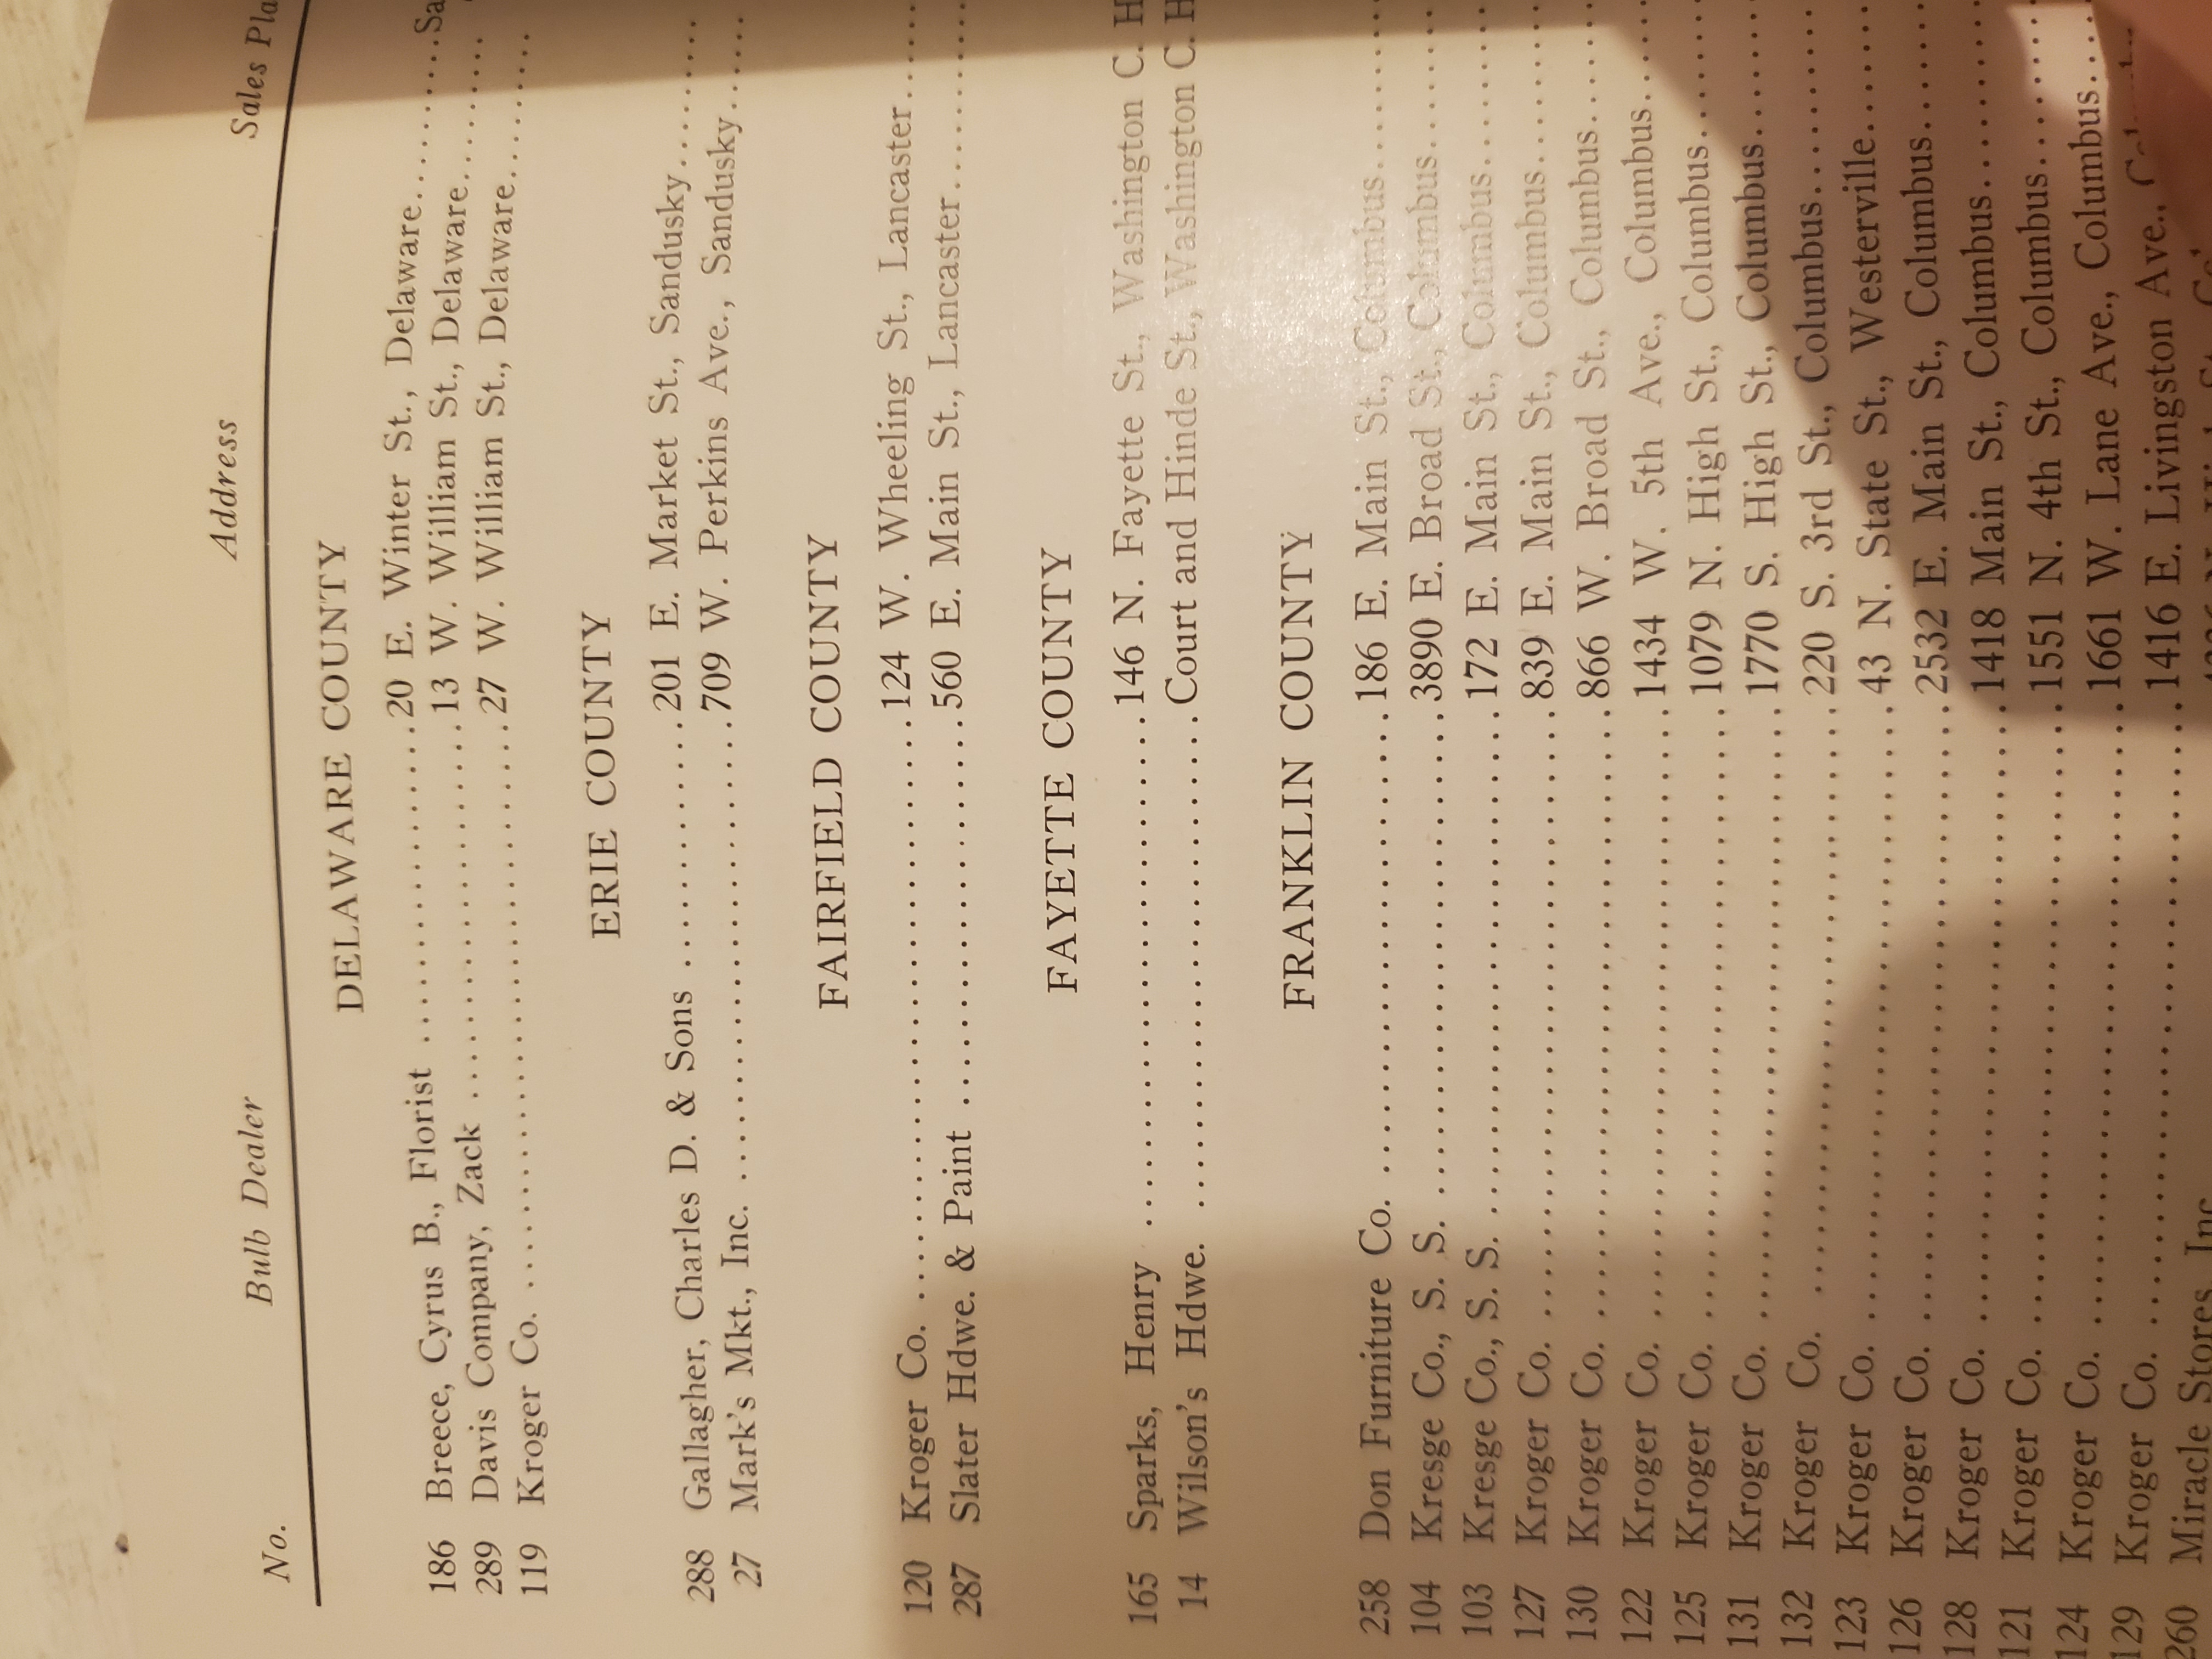 No. Bulb Dealer Address Sales
DELAWARE COUNTY
186 Breece, Cyrus B., Florist ........................20 E. Winter St., Delaware........
289 Davis Company, Zack ........................13 W. William St., Delaware........
119 Kroger Co. ........................27 W. William St., Delaware........
ERIE COUNTY
288 Gallagher, Charles D. & Sons ............201 E. Market St., Sandusky........
27 Mark's Mkt., Inc. ........................709 W. Perkins Ave., Sandusky......
FAIRFIELD COUNTY
120 Kroger Co. ........................124 W. Wheeling St., Lancaster......
287 Slater Hdwe. & Paint ................560 E. Main St., Lancaster..........
FAYETTE COUNTY
165 Sparks, Henry ........................146 N. Fayette St., Washington C. H
14 Wilson's Hdwe. ........................Court and Hinde St., Washington C. H
FRANKLIN COUNTY
258 Don Furniture Co. ........................186 E. Main St., Columbus..........
104 Kresge Co., S. S. ........................3890 E. Broad St., Columbus........
103 Kresge Co., S. S. ........................172 E. Main St., Columbus..........
127 Kroger Co. ........................839 E. Main St., Columbus..........
130 Kroger Co. ........................866 W. Broad St., Columbus........
122 Kroger Co. ........................1434 W. 5th Ave., Columbus........
125 Kroger Co. ........................1079 N. High St., Columbus........
131 Kroger Co. ........................1770 S. High St., Columbus........
132 Kroger Co. ........................220 S. 3rd St., Columbus..........
123 Kroger Co. ........................43 N. State St., Westerville........
126 Kroger Co. ........................2532 E. Main St., Columbus........
128 Kroger Co. ........................1418 Main St., Columbus..........
121 Kroger Co. ........................1551 N. 4th St., Columbus........
124 Kroger Co. ........................1661 W. Lane Ave., Columbus....
129 Kroger Co. ........................1416 E. Livingston Ave.,
260 Miracle Stores, Inc.